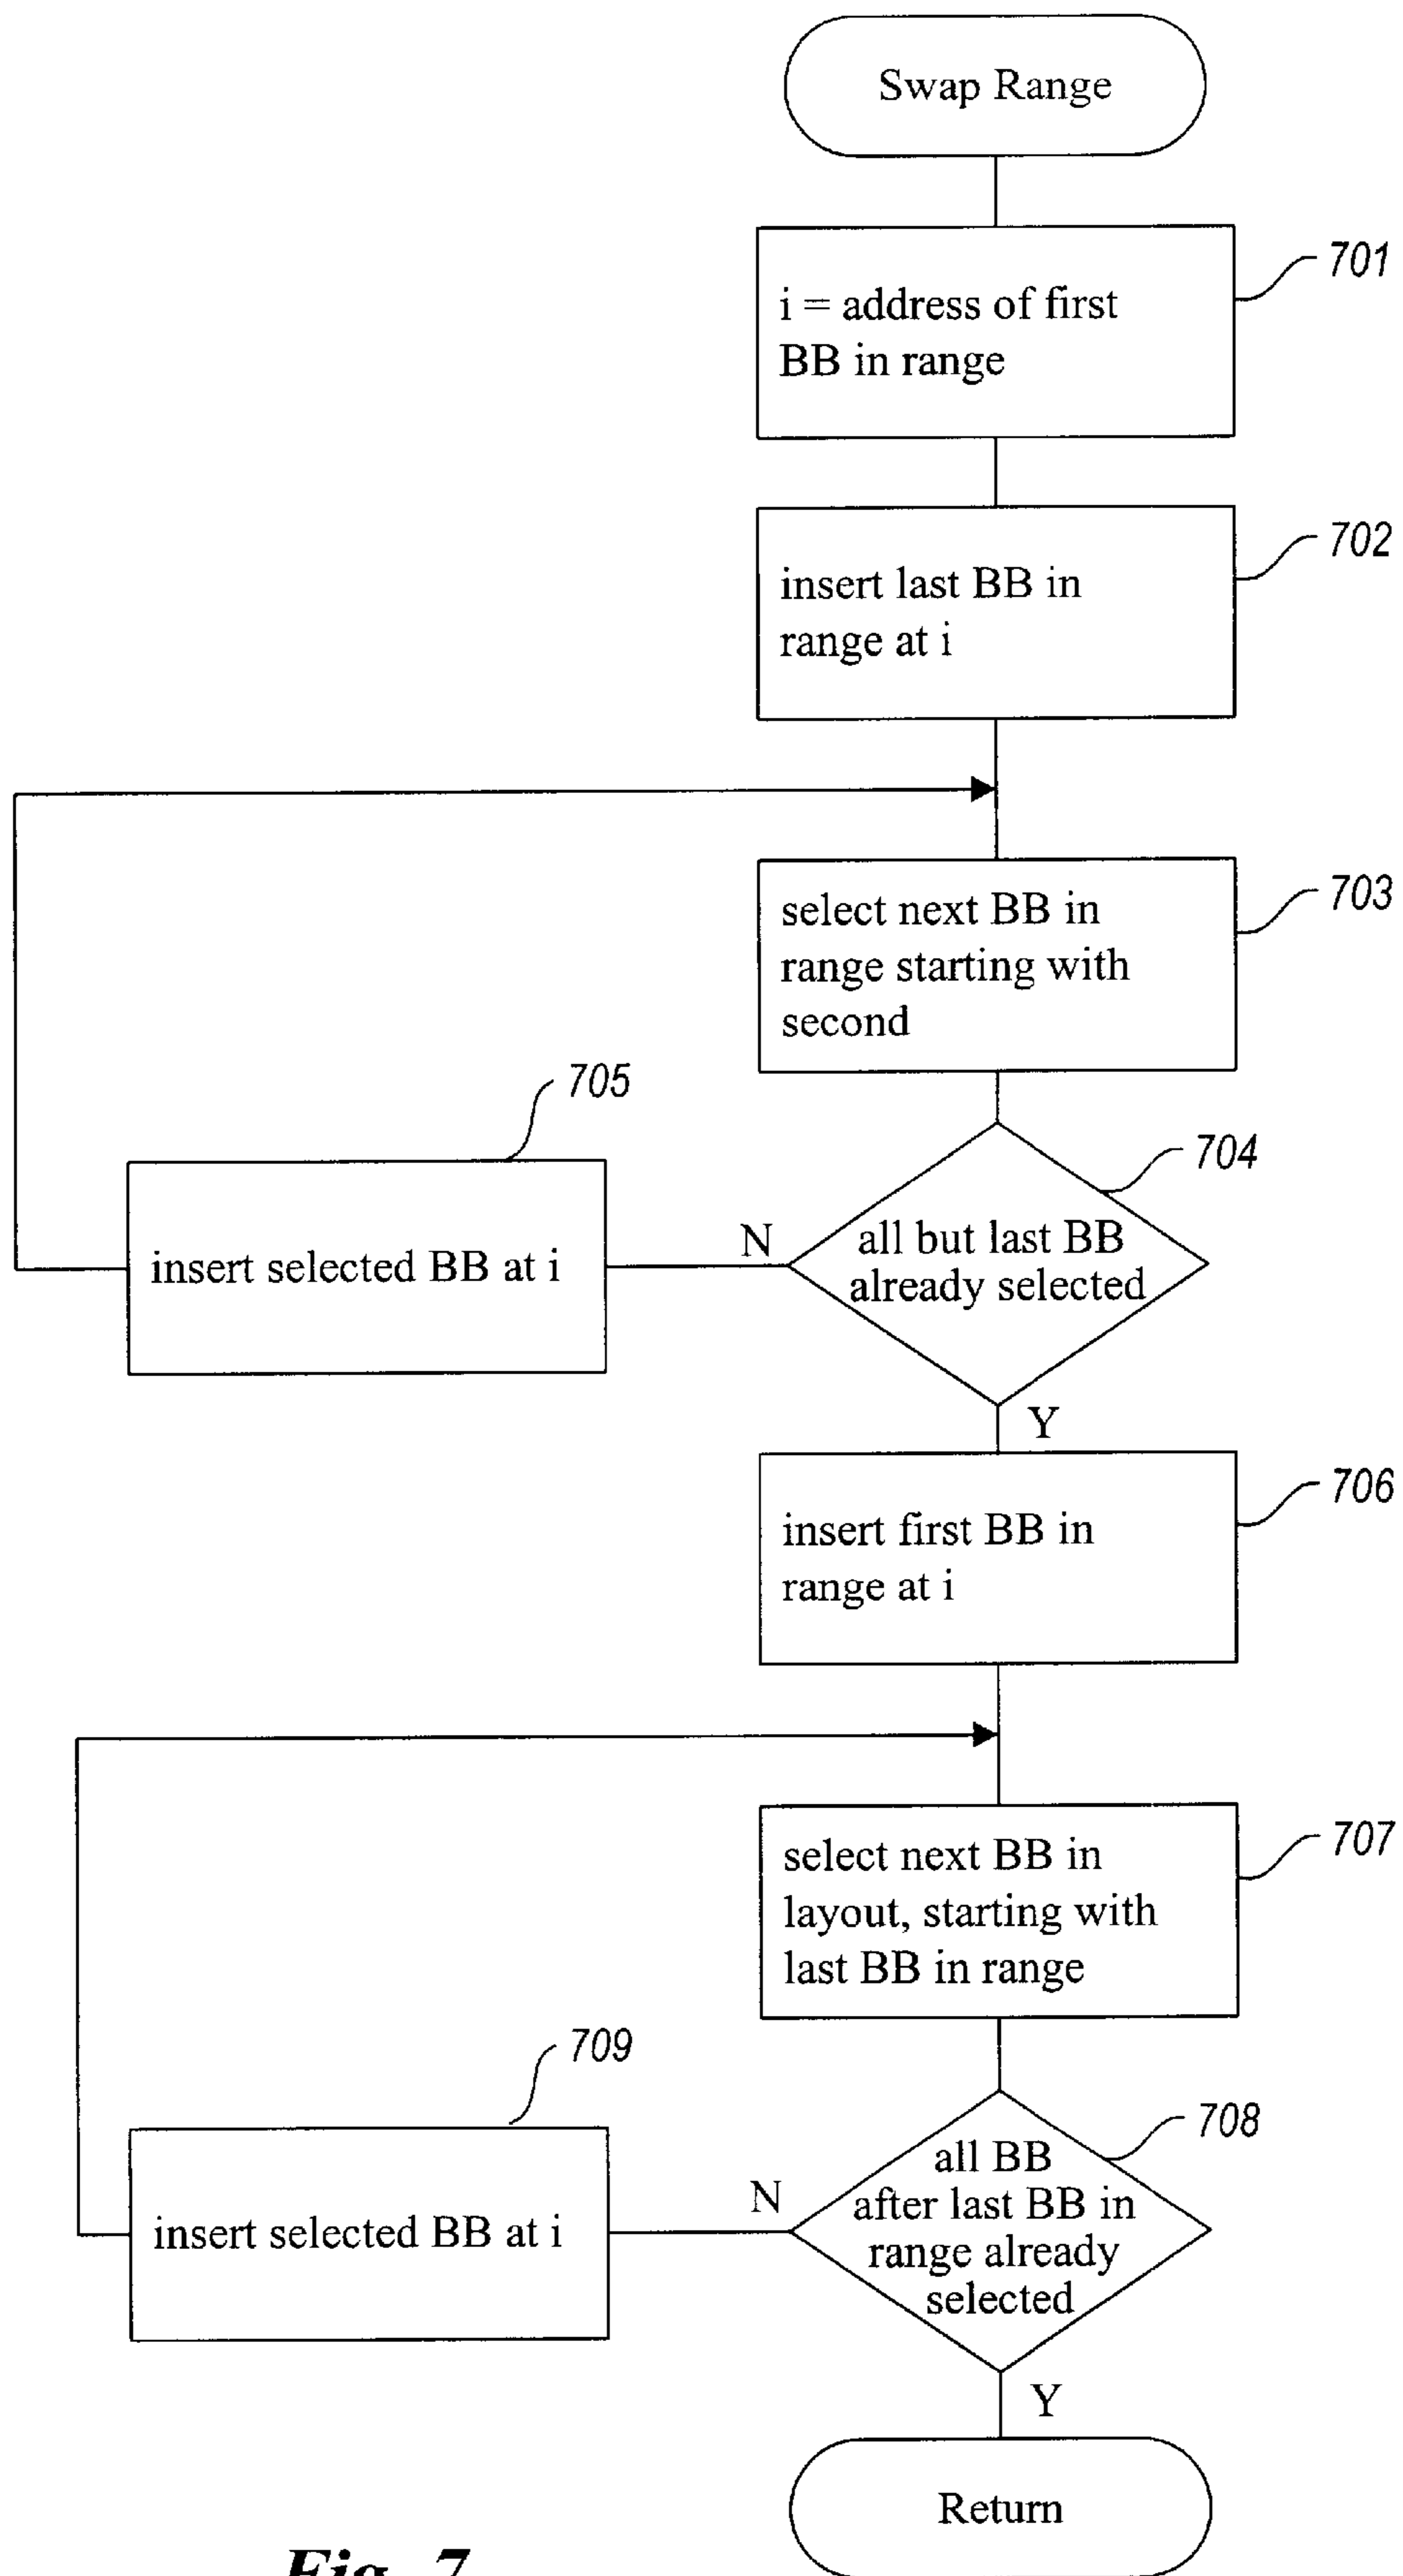 Swap Range
701
i = address of first
BB in range
702
insert last BB in
range at i
703
select next BB in
range starting with
second
705
704
insert selected BB at i
N
all but last BB
already selected
Y
706
insert first BB in
range at i
707
select next BB in
layout, starting with
last BB in range
709
708
insert selected BB at i
N
all BB
after last BB in
range already
selected
Y
Return
Fig. 7